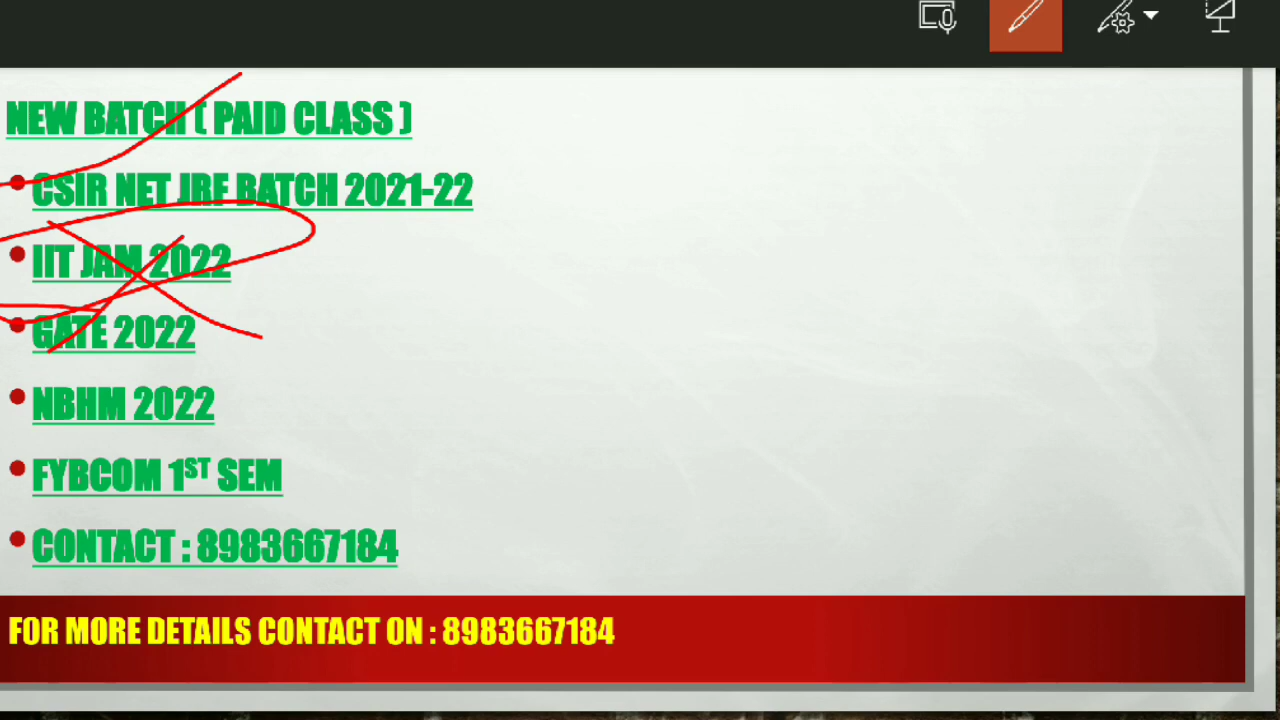 NEW BATCH ( PAID CLASS )
CSIR NET JRF BATCH 2021-22
IIT JAM 2022
GATE 2022
NBHM 2022
FYBCOM 1ST SEM
CONTACT : 8983667184
FOR MORE DETAILS CONTACT ON : 8983667184